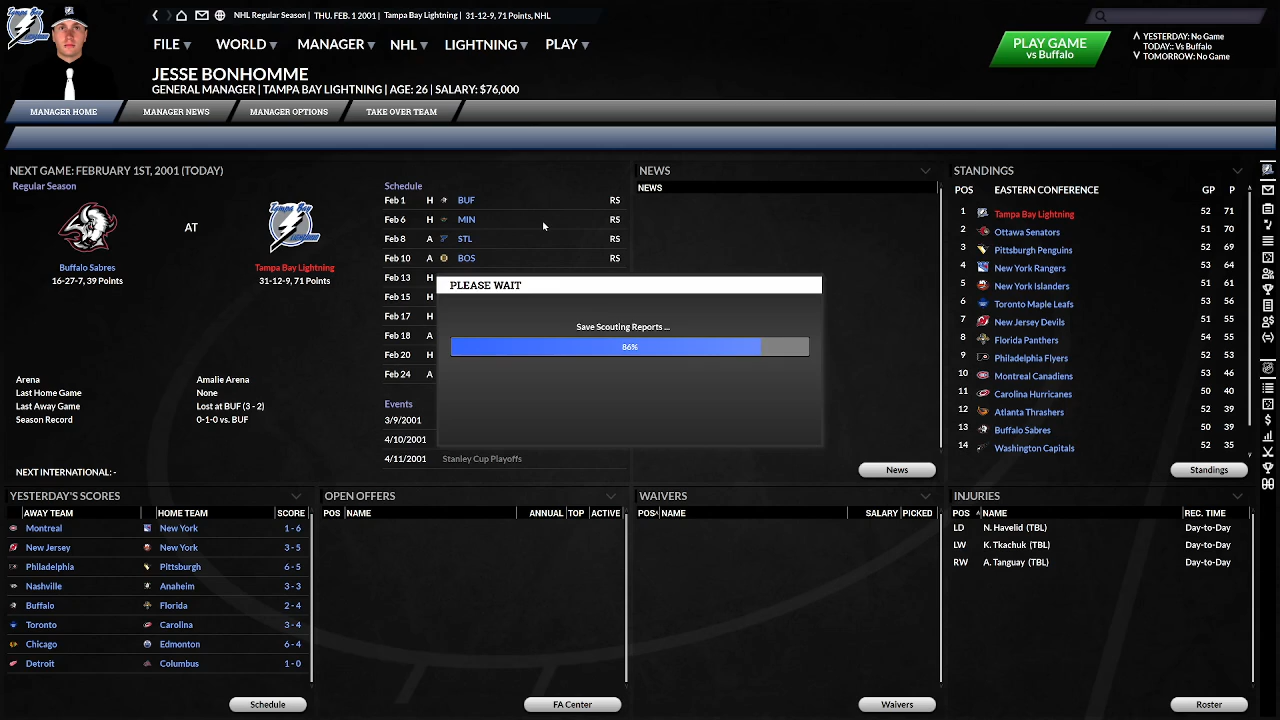 NHL Regular Season | THU. FEB. 1 2001 | Tampa Bay Lightning | 31-12-9, 71 Points, NHL
FILE WORLD MANAGER NHL LIGHTNING PLAY
PLAY GAME
vs Buffalo
YESTERDAY: No Game
TODAY:: Vs Buffalo
TOMORROW: No Game
JESSE BONHOMME
GENERAL MANAGER | TAMPA BAY LIGHTNING | AGE: 26 | SALARY: $76,000
MANAGER HOME MANAGER NEWS MANAGER OPTIONS TAKE OVER TEAM
NEXT GAME: FEBRUARY 1ST, 2001 (TODAY)
Regular Season
AT
Tampa Bay
Buffalo Sabres
16-27-7, 39 Points
Tampa Bay Lightning
31-12-9, 71 Points
Arena Amalie Arena
Last Home Game None
Last Away Game Lost at BUF (3 - 2)
Season Record 0-1-0 vs. BUF
NEXT INTERNATIONAL: -
Schedule
Feb 1 H BUF RS
Feb 6 H MIN RS
Feb 8 A STL RS
Feb 10 A BOS RS
Feb 13 H
Feb 15 H
Feb 17 H
Feb 18 A
Feb 20 H
Feb 24 A
Events
3/9/2001
4/10/2001
4/11/2001 Stanley Cup Playoffs
PLEASE WAIT
Save Scouting Reports ...
86%
NEWS
NEWS
News
STANDINGS
POS EASTERN CONFERENCE GP P
1 Tampa Bay Lightning 52 71
2 Ottawa Senators 51 70
3 Pittsburgh Penguins 52 69
4 New York Rangers 53 64
5 New York Islanders 51 61
6 Toronto Maple Leafs 53 56
7 New Jersey Devils 51 55
8 Florida Panthers 54 55
9 Philadelphia Flyers 52 53
10 Montreal Canadiens 53 46
11 Carolina Hurricanes 50 40
12 Atlanta Thrashers 52 39
13 Buffalo Sabres 50 39
14 Washington Capitals 52 35
Standings
YESTERDAY'S SCORES
AWAY TEAM HOME TEAM SCORE
Montreal New York 1 - 6
New Jersey New York 3 - 5
Philadelphia Pittsburgh 6 - 5
Nashville Anaheim 3 - 3
Buffalo Florida 2 - 4
Toronto Carolina 3 - 4
Chicago Edmonton 6 - 4
Detroit Columbus 1 - 0
Schedule
OPEN OFFERS
POS NAME ANNUAL TOP ACTIVE
FA Center
WAIVERS
POS NAME SALARY PICKED
Waivers
INJURIES
POS NAME REC. TIME
LD N. Havelid (TBL) Day-to-Day
LW K. Tkachuk (TBL) Day-to-Day
RW A. Tanguay (TBL) Day-to-Day
Roster